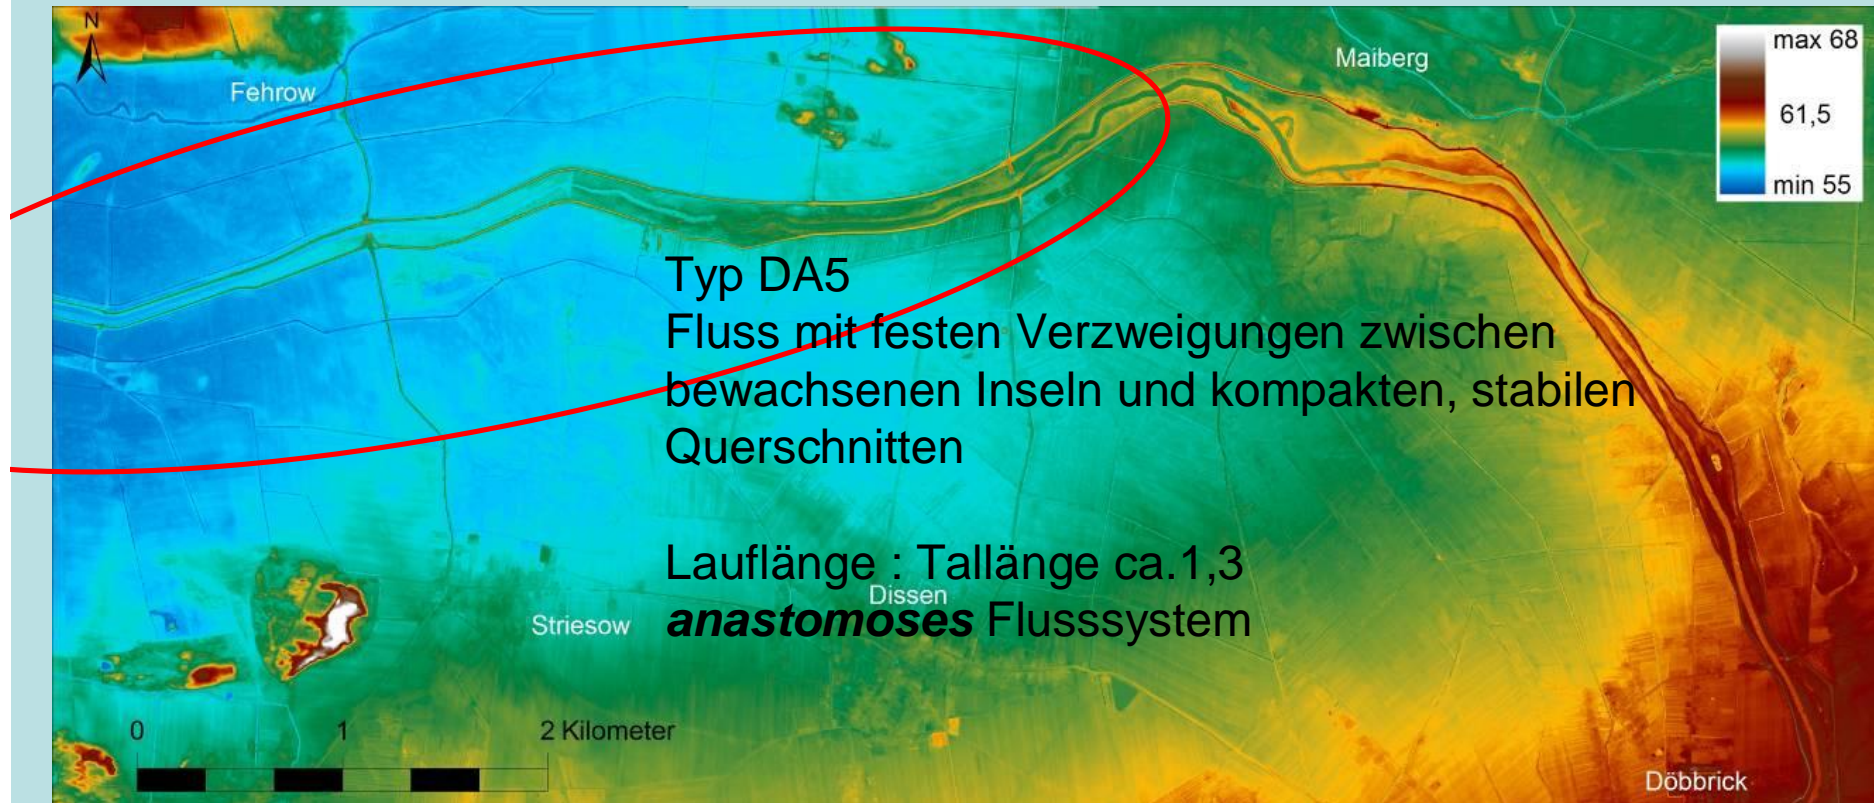 N
Fehrow
Maiberg
max 68
61,5
min 55
Typ DA5
Fluss mit festen Verzweigungen zwischen
bewachsenen Inseln und kompakten, stabilen
Querschnitten
Lauflänge : Tallänge ca.1,3
Dissen
anastomoses Flusssystem
Striesow
0 1 2 Kilometer
Döbbrick